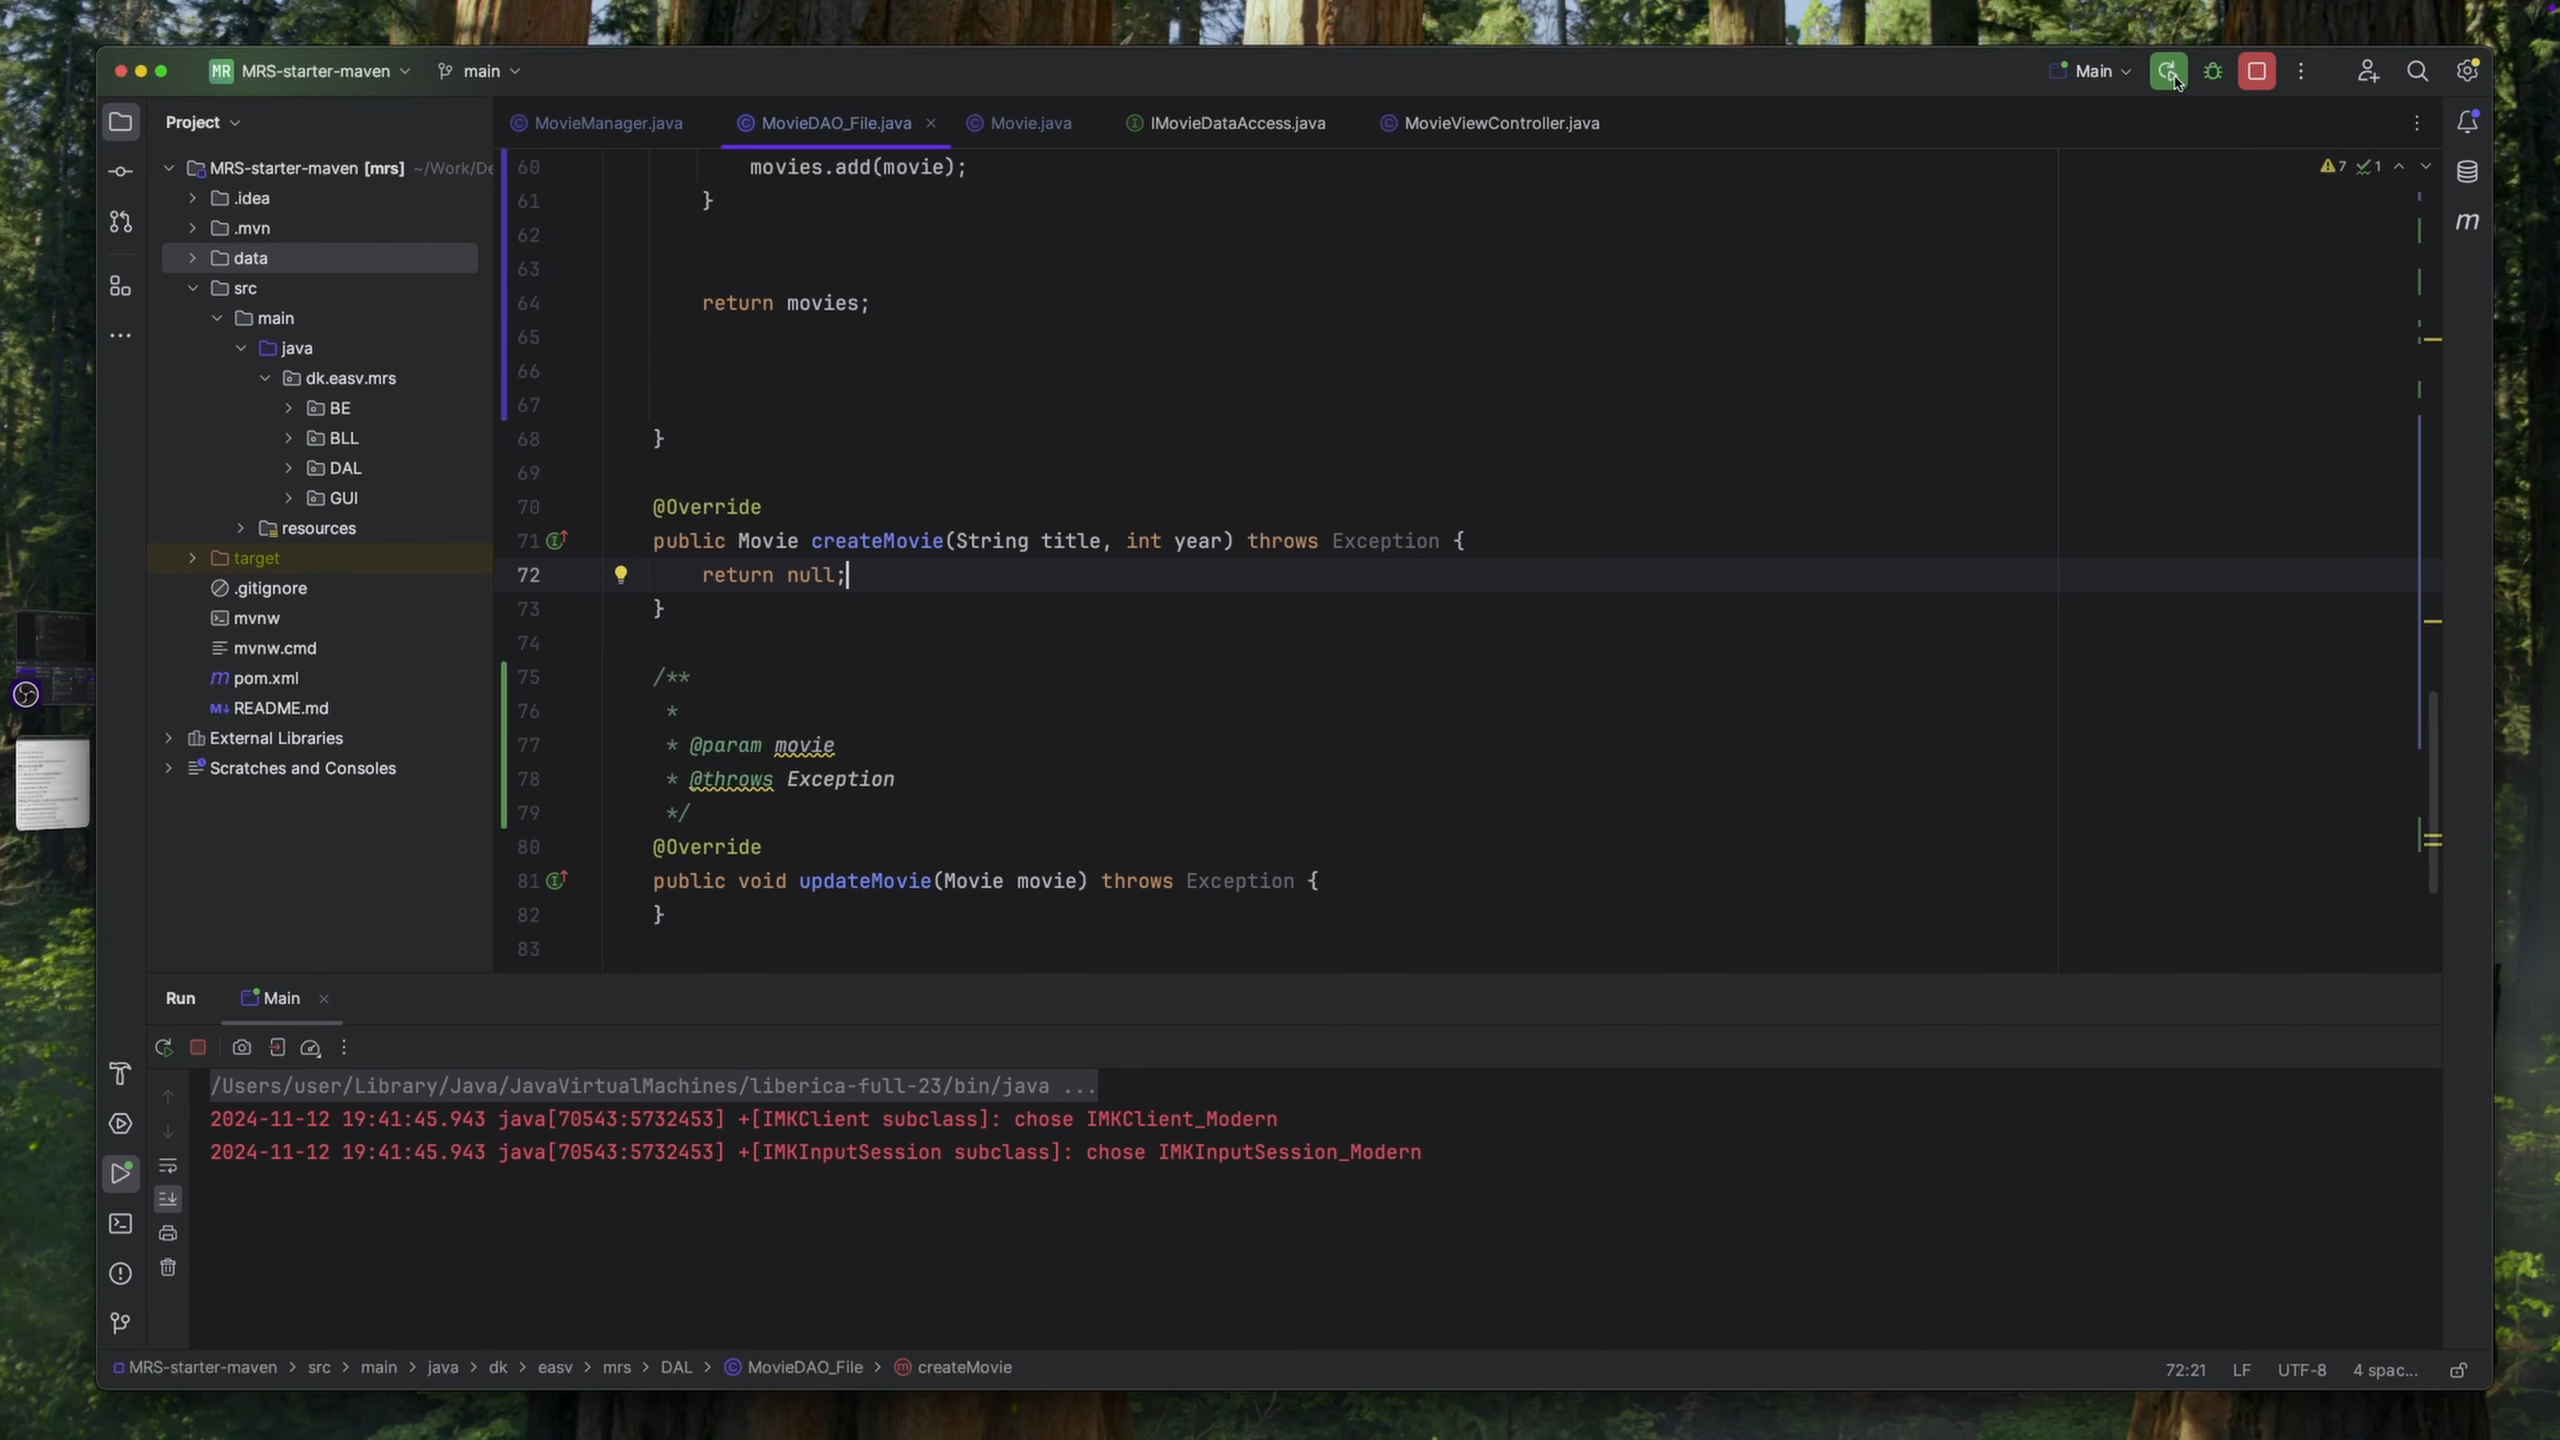 MR MRS-starter-maven main Main
Project
MovieManager.java MovieDAO_File.java Movie.java IMovieDataAccess.java MovieViewController.java
MRS-starter-maven [mrs] ~/Work/De
.idea
.mvn
data
src
main
java
dk.easv.mrs
BE
BLL
DAL
GUI
resources
target
.gitignore
mvnw
mvnw.cmd
m pom.xml
M↓ README.md
External Libraries
Scratches and Consoles
7 1
m
60 movies.add(movie);
61 }
62
63
64 return movies;
65
66
67
68 }
69
70 @Override
71 public Movie createMovie(String title, int year) throws Exception {
72 return null;
73 }
74
75 /**
76 *
77 * @param movie
78 * @throws Exception
79 */
80 @Override
81 public void updateMovie(Movie movie) throws Exception {
82 }
83
Run Main
/Users/user/Library/Java/JavaVirtualMachines/liberica-full-23/bin/java ...
2024-11-12 19:41:45.943 java[70543:5732453] +[IMKClient subclass]: chose IMKClient_Modern
2024-11-12 19:41:45.943 java[70543:5732453] +[IMKInputSession subclass]: chose IMKInputSession_Modern
MRS-starter-maven > src > main > java > dk > easv > mrs > DAL > MovieDAO_File > createMovie
72:21 LF UTF-8 4 spac...